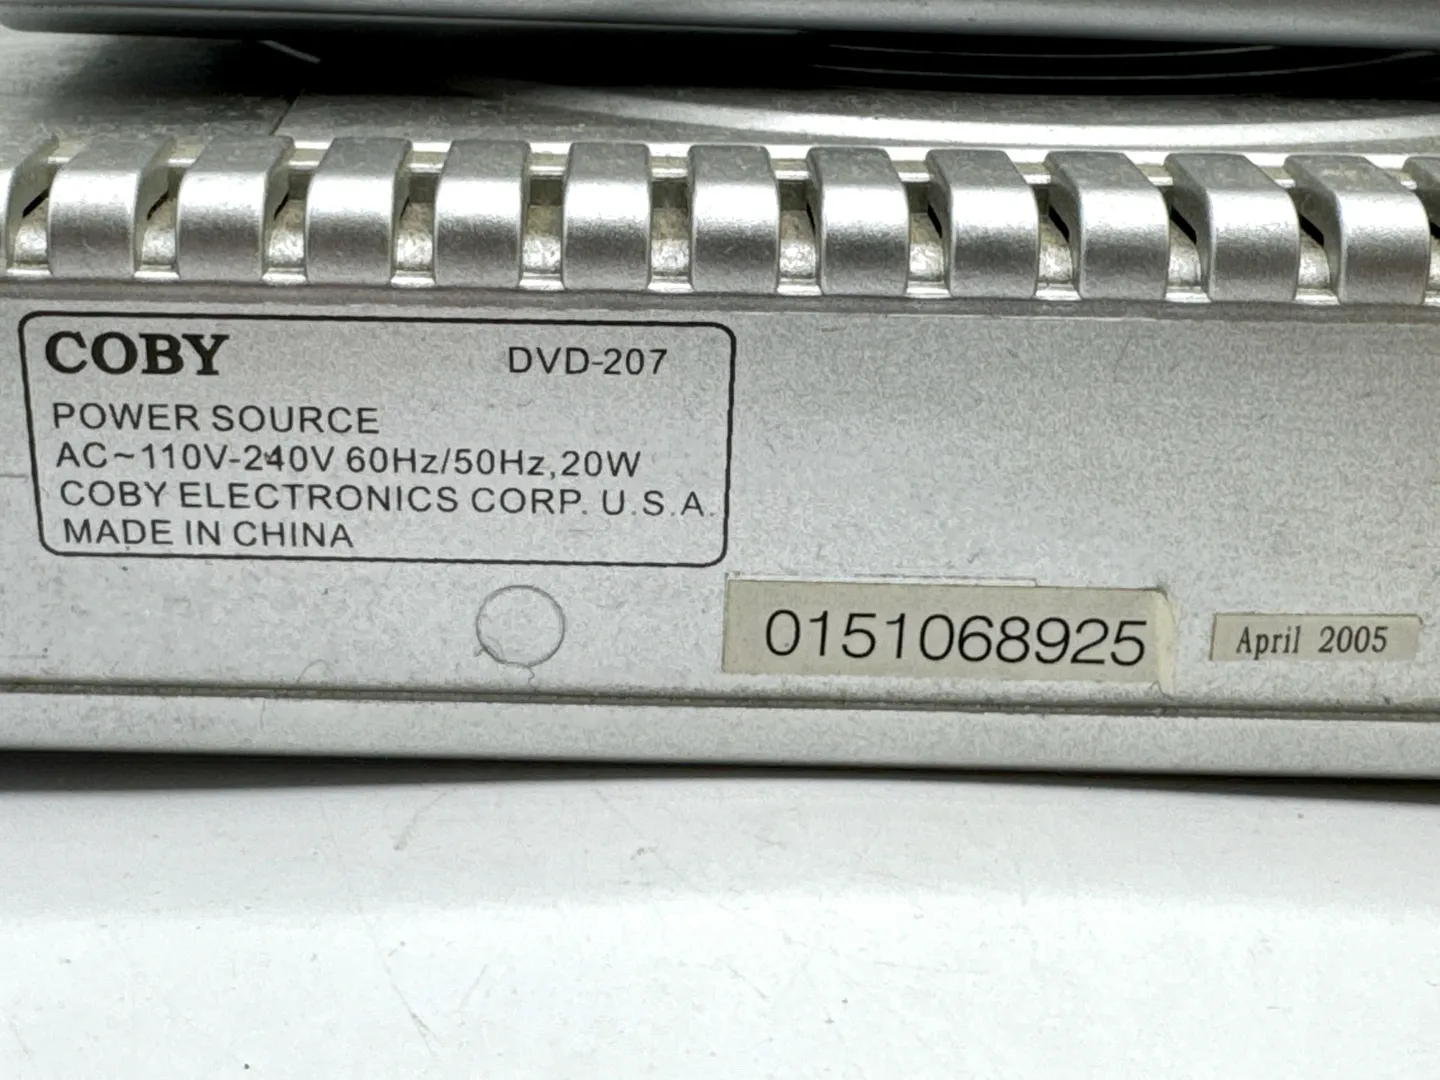 COBY DVD-207
POWER SOURCE
AC~110V-240V 60Hz/50Hz,20W
COBY ELECTRONICS CORP. U.S.A.
MADE IN CHINA
0151068925
April 2005